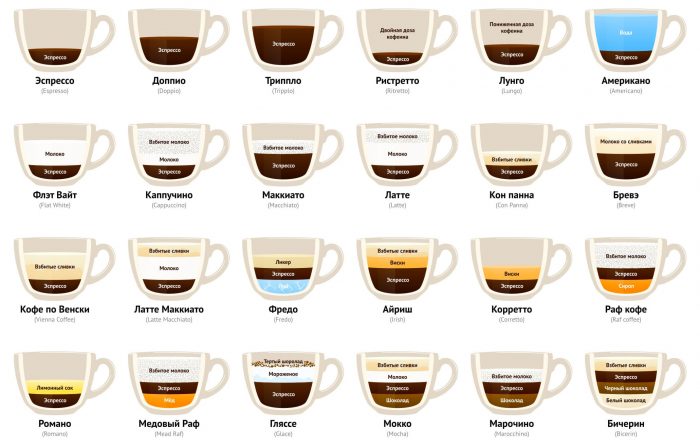 Эспрессо
Эспрессо
(Espresso)
Эспрессо
Доппио
(Doppio)
Эспрессо
Триппло
(Tripplo)
Двойная доза
кофеина
Эспрессо
Ристретто
(Ritretto)
Пониженная доза
кофеина
Эспрессо
Лунго
(Lungo)
Вода
Эспрессо
Американо
(Americano)
Молоко
Эспрессо
Флэт Вайт
(Flat White)
Взбитое молоко
Молоко
Эспрессо
Каппучино
(Cappuccino)
Взбитое молоко
Эспрессо
Маккиато
(Macchiato)
Взбитое молоко
Молоко
Эспрессо
Латте
(Latte)
Взбитые сливки
Эспрессо
Кон панна
(Con Panna)
Молоко со сливками
Эспрессо
Бревэ
(Breve)
Взбитые сливки
Эспрессо
Кофе по Венски
(Vienna Coffee)
Взбитые сливки
Молоко
Эспрессо
Латте Маккиато
(Latte Macchiato)
Ликер
Эспрессо
Лед
Фредо
(Fredo)
Взбитые сливки
Виски
Эспрессо
Айриш
(Irish)
Виски
Эспрессо
Корретто
(Corretto)
Взбитое молоко
Эспрессо
Сироп
Раф кофе
(Raf coffee)
Лимонный сок
Эспрессо
Романо
(Romano)
Взбитое молоко
Эспрессо
Мёд
Медовый Раф
(Mead Raf)
Тертый шоколад
Мороженое
Эспрессо
Гляссе
(Glace)
Взбитые сливки
Молоко
Эспрессо
Шоколад
Мокко
(Mocha)
Взбитое молоко
Эспрессо
Шоколад
Марочино
(Marocchino)
Взбитые сливки
Эспрессо
Черный шоколад
Белый шоколад
Бичерин
(Bicerin)